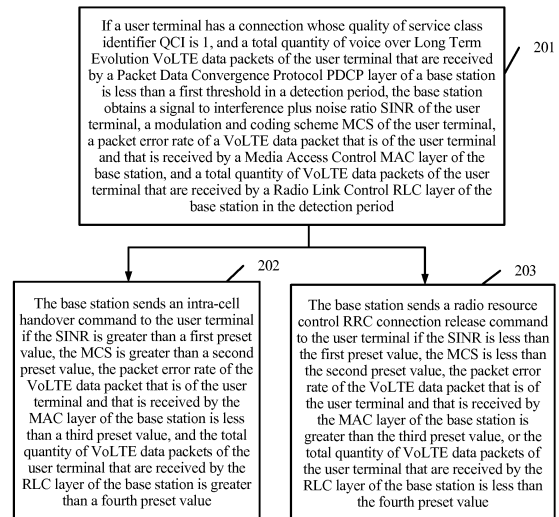 If a user terminal has a connection whose quality of service class
identifier QCI is 1, and a total quantity of voice over Long Term
Evolution VoLTE data packets of the user terminal that are received
by a Packet Data Convergence Protocol PDCP layer of a base station
is less than a first threshold in a detection period, the base station
obtains a signal to interference plus noise ratio SINR of the user
terminal, a modulation and coding scheme MCS of the user terminal,
a packet error rate of a VoLTE data packet that is of the user terminal
and that is received by a Media Access Control MAC layer of the
base station, and a total quantity of VoLTE data packets of the user
terminal that are received by a Radio Link Control RLC layer of the
base station in the detection period
201
202
The base station sends an intra-cell
handover command to the user terminal
if the SINR is greater than a first preset
value, the MCS is greater than a second
preset value, the packet error rate of the
VoLTE data packet that is of the user
terminal and that is received by the
MAC layer of the base station is less
than a third preset value, and the total
quantity of VoLTE data packets of the
user terminal that are received by the
RLC layer of the base station is greater
than a fourth preset value
203
The base station sends a radio resource
control RRC connection release command
to the user terminal if the SINR is less than
the first preset value, the MCS is less than
the second preset value, the packet error
rate of the VoLTE data packet that is of
the user terminal and that is received by
the MAC layer of the base station is
greater than the third preset value, or the
total quantity of VoLTE data packets of
the user terminal that are received by the
RLC layer of the base station is less than
the fourth preset value